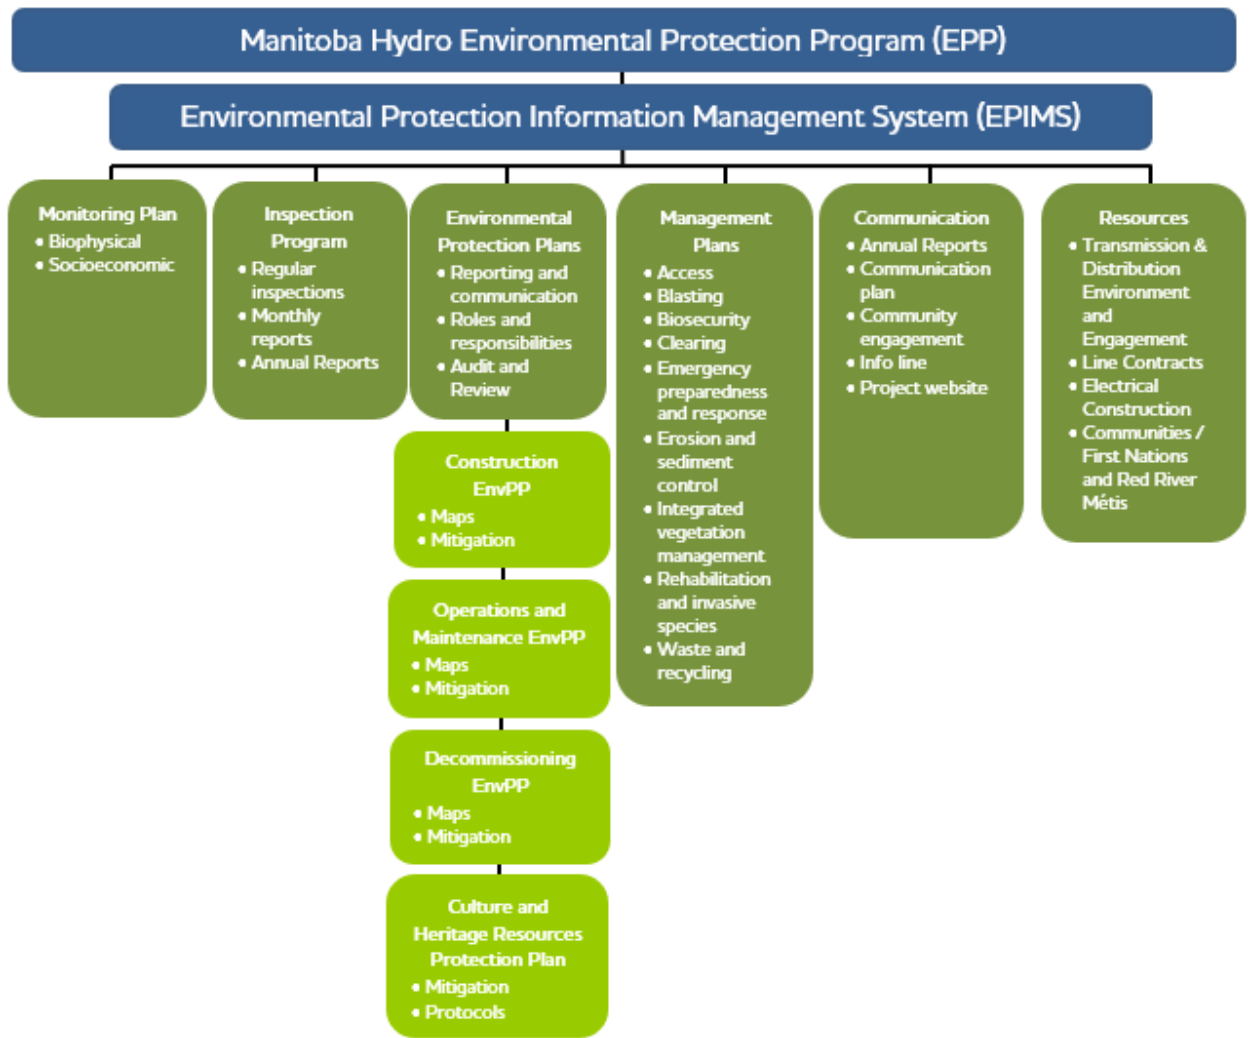 Manitoba Hydro Environmental Protection Program (EPP)
Environmental Protection Information Management System (EPIMS)
Monitoring Plan
• Biophysical
• Socioeconomic
Inspection
Program
• Regular
inspections
• Monthly
reports
• Annual Reports
Environmental
Protection Plans
• Reporting and
communication
• Roles and
responsibilities
• Audit and
Review
Construction
EnvPP
• Maps
• Mitigation
Operations and
Maintenance EnvPP
• Maps
• Mitigation
Decommissioning
EnvPP
• Maps
• Mitigation
Culture and
Heritage Resources
Protection Plan
• Mitigation
• Protocols
Management
Plans
• Access
• Blasting
• Biosecurity
• Clearing
• Emergency
preparedness
and response
• Erosion and
sediment
control
• Integrated
vegetation
management
• Rehabilitation
and invasive
species
• Waste and
recycling
Communication
• Annual Reports
• Communication
plan
• Community
engagement
• Info line
• Project website
Resources
• Transmission &
Distribution
Environment
and
Engagement
• Line Contracts
• Electrical
Construction
• Communities /
First Nations
and Red River
Métis